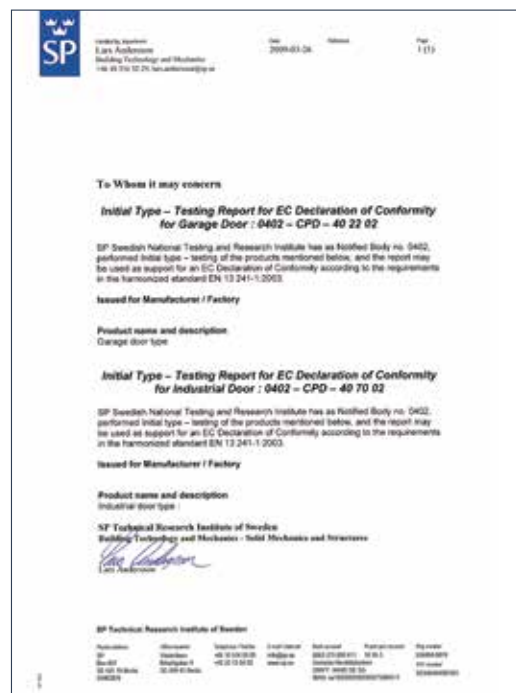 SP
Handled by, department
Lars Andersson
Building Technology and Mechanics
Date
2009-03-26
Reference
Page
1 (1)
To Whom it may concern
Initial Type – Testing Report for EC Declaration of Conformity
for Garage Door : 0402 – CPD – 40 22 02
SP Swedish National Testing and Research Institute has as Notified Body no. 0402,
performed Initial type – testing of the products mentioned below, and the report may
be used as support for an EC Declaration of Conformity according to the requirements
in the harmonized standard EN 13 241-1:2003.
Issued for Manufacturer / Factory
Product name and description
Garage door type
Initial Type – Testing Report for EC Declaration of Conformity
for Industrial Door : 0402 – CPD – 40 70 02
SP Swedish National Testing and Research Institute has as Notified Body no. 0402,
performed Initial type – testing of the products mentioned below, and the report may
be used as support for an EC Declaration of Conformity according to the requirements
in the harmonized standard EN 13 241-1:2003.
Issued for Manufacturer / Factory
Product name and description
Industrial door type :
SP Technical Research Institute of Sweden
Building Technology and Mechanics - Solid Mechanics and Structures
Lars Andersson
Lars Andersson
SP Technical Research Institute of Sweden